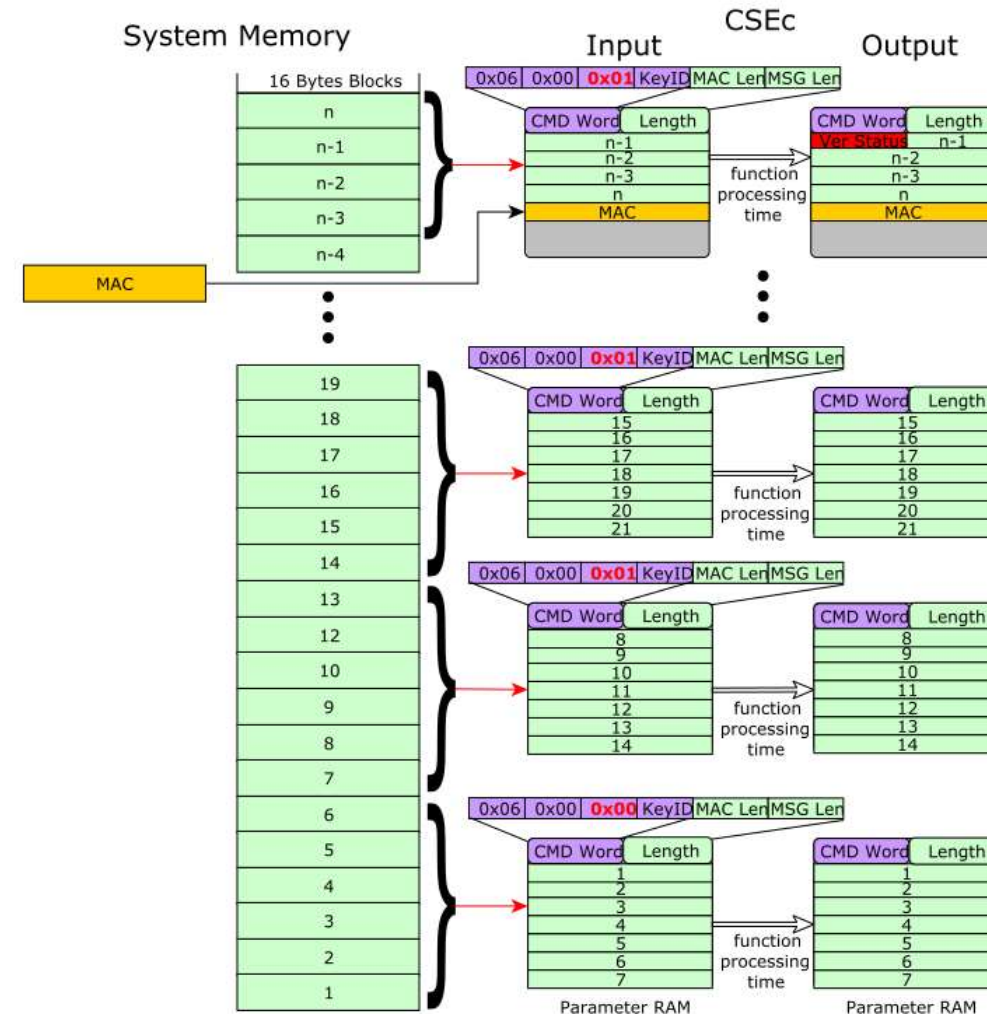 System Memory
CSEc
Input
Output
16 Bytes Blocks
n
n-1
n-2
n-3
n-4
MAC
19
18
17
16
15
14
13
12
10
9
8
7
6
5
4
3
2
1
0x06 0x00 0x01 KeyID MAC Len MSG Len
CMD Word Length
n-1
n-2
n-3
n
MAC
function
processing
time
CMD Word Length
Ver Status n-1
n-2
n-3
n
MAC
0x06 0x00 0x01 KeyID MAC Len MSG Len
CMD Word Length
15
16
17
18
19
20
21
function
processing
time
CMD Word Length
15
16
17
18
19
20
21
0x06 0x00 0x01 KeyID MAC Len MSG Len
CMD Word Length
8
9
10
11
12
13
14
function
processing
time
CMD Word Length
8
9
10
11
12
13
14
0x06 0x00 0x00 KeyID MAC Len MSG Len
CMD Word Length
1
2
3
4
5
6
7
Parameter RAM
function
processing
time
CMD Word Length
1
2
3
4
5
6
7
Parameter RAM